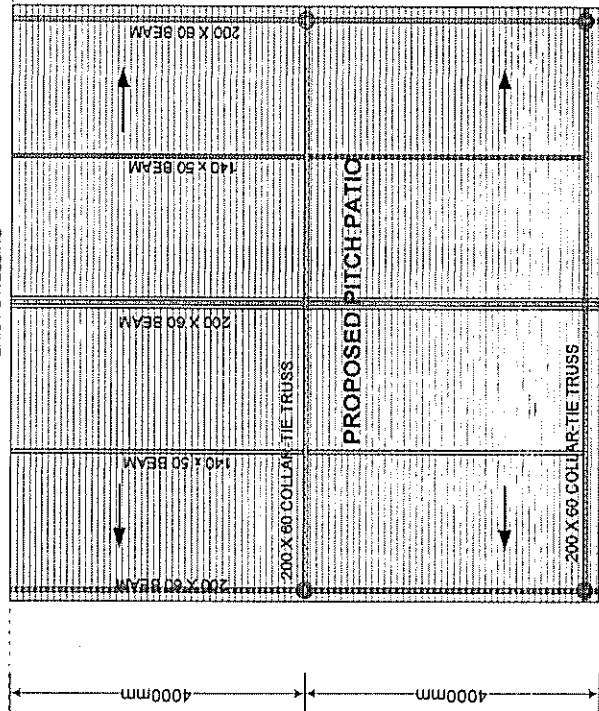 200 X 60 BEAM
140 x 50 BEAM
200 X 60 BEAM
140 x 50 BEAM
200 X 60 BEAM
4000mm
200 X 60 COLLAR-TIE TRUSS
PROPOSED PITCH PATIO
4000mm
200 X 60 COLLAR-TIE TRUSS